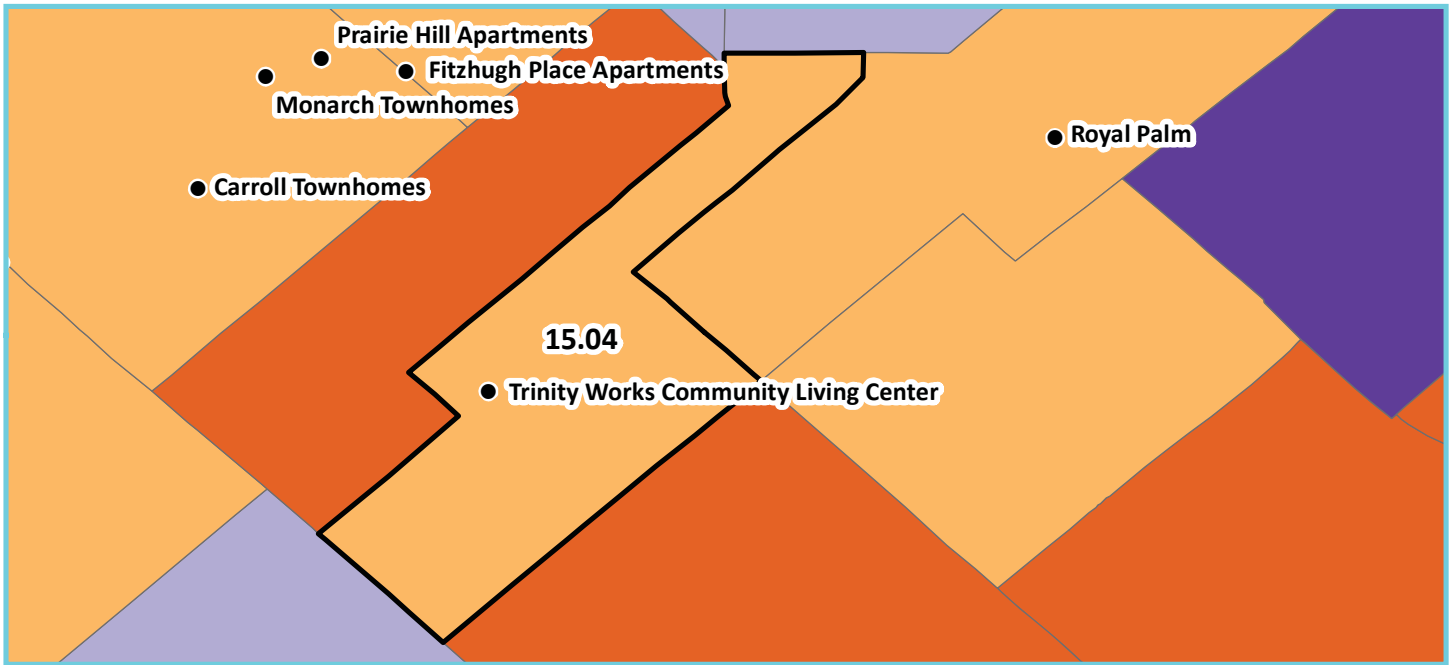 Prairie Hill Apartments
Fitzhugh Place Apartments
Monarch Townhomes
Royal Palm
Carroll Townhomes
15.04
Trinity Works Community Living Center